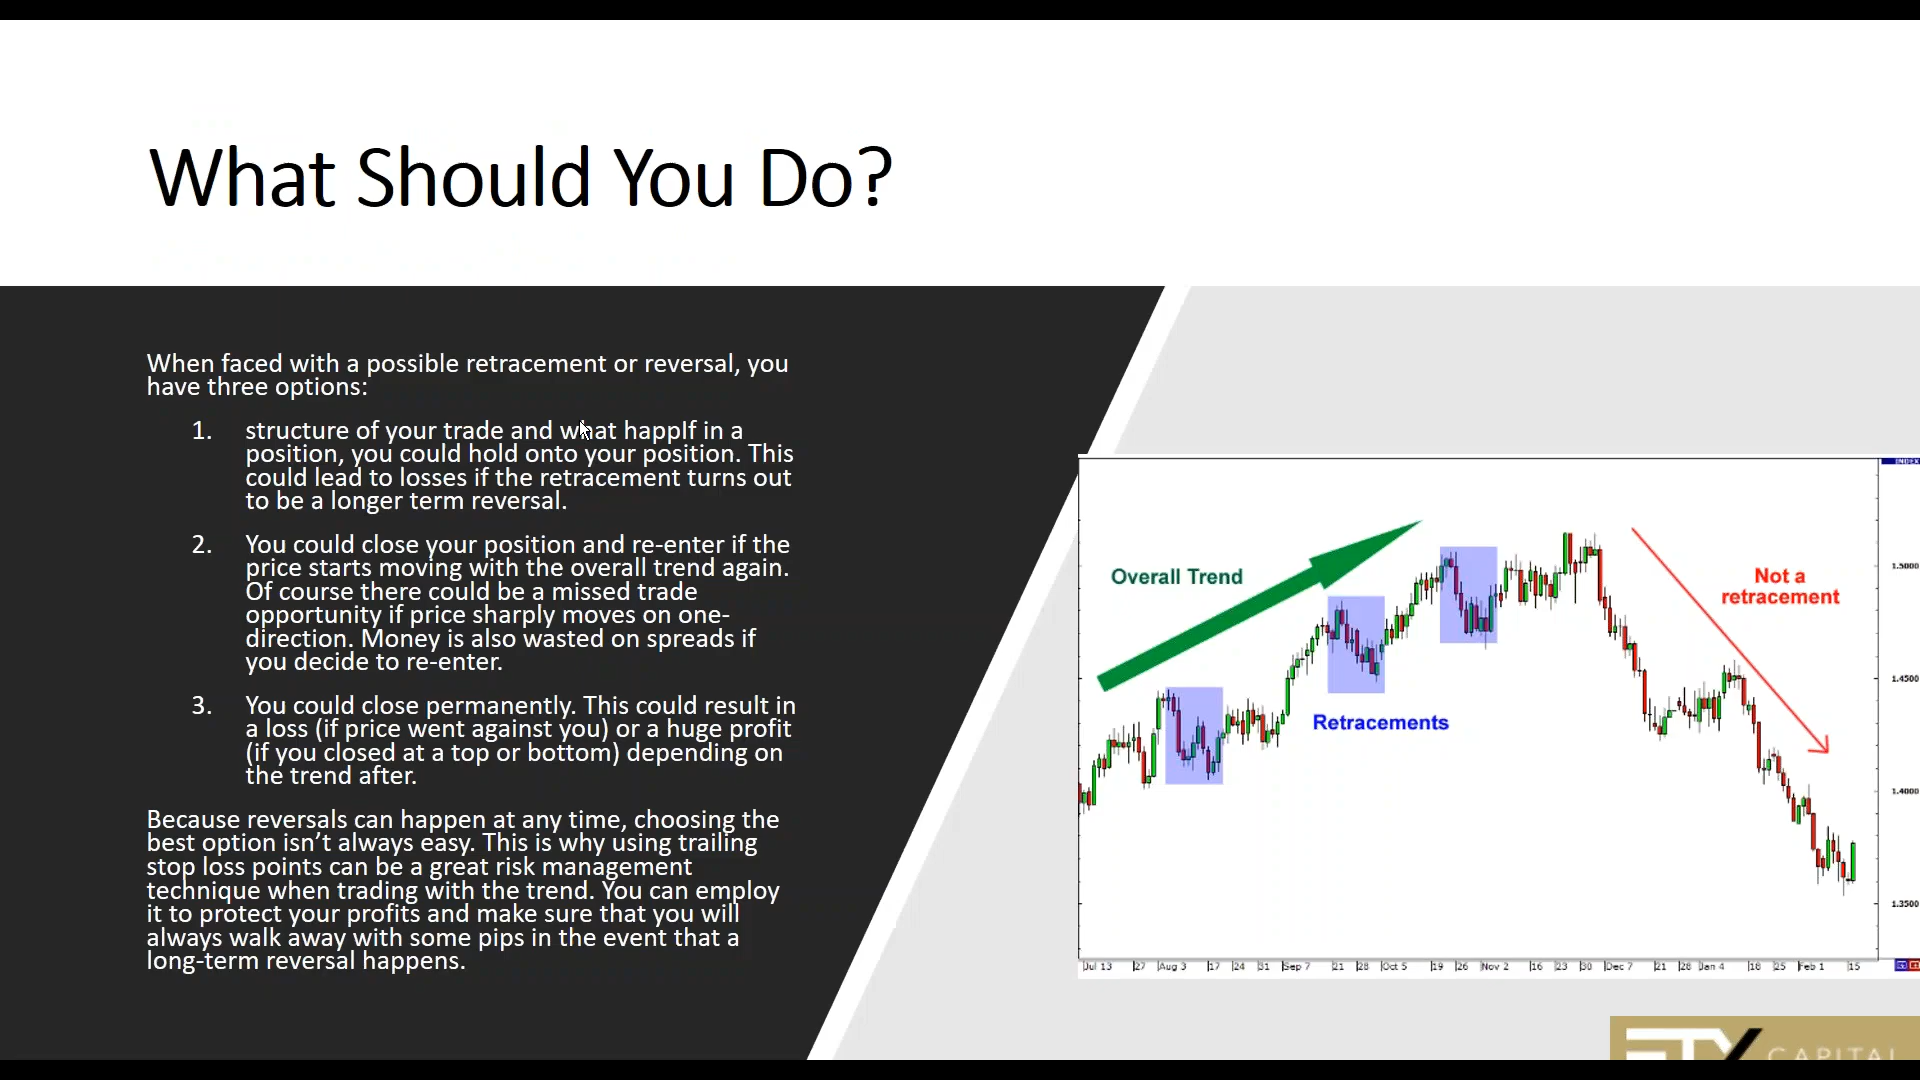 What Should You Do?
When faced with a possible retracement or reversal, you
have three options:
1. structure of your trade and what happIf in a
position, you could hold onto your position. This
could lead to losses if the retracement turns out
to be a longer term reversal.
2. You could close your position and re-enter if the
price starts moving with the overall trend again.
Of course there could be a missed trade
opportunity if price sharply moves on one-
direction. Money is also wasted on spreads if
you decide to re-enter.
3. You could close permanently. This could result in
a loss (if price went against you) or a huge profit
(if you closed at a top or bottom) depending on
the trend after.
Because reversals can happen at any time, choosing the
best option isn’t always easy. This is why using trailing
stop loss points can be a great risk management
technique when trading with the trend. You can employ
it to protect your profits and make sure that you will
always walk away with some pips in the event that a
long-term reversal happens.
INDEX
Overall Trend
Not a
retracement
Retracements
1.5000
1.4500
1.4000
1.3500
Jul 13 27 Aug 3 17 24 31 Sep 7 21 28 Oct 5 19 26 Nov 2 16 23 30 Dec 7 21 28 Jan 4 18 25 Feb 1 15
CAPITAL